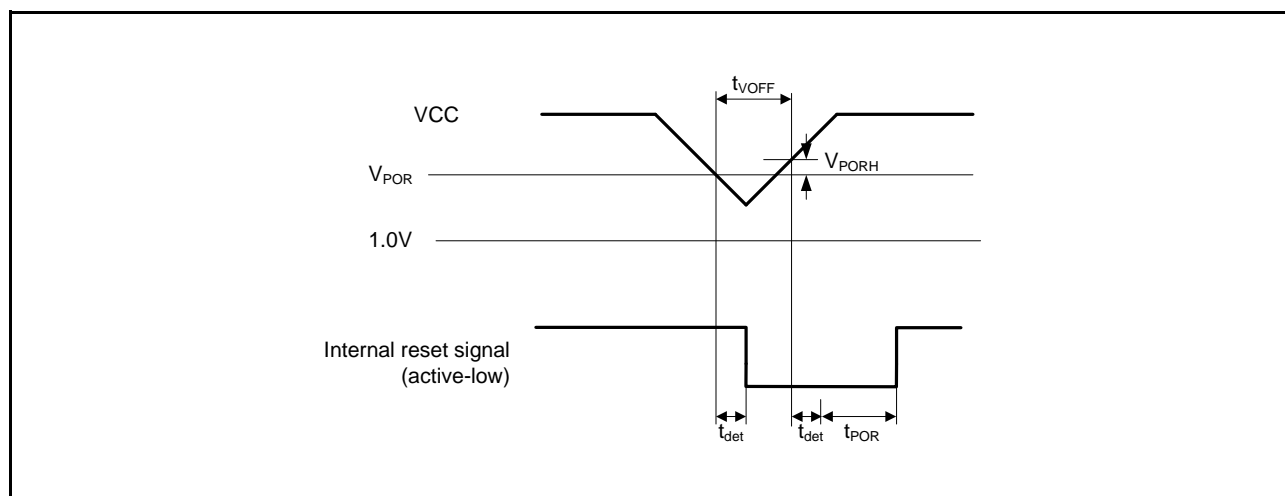 tVOFF
VCC
VPORH
VPOR
1.0V
Internal reset signal
(active-low)
tdet
tdet
tPOR